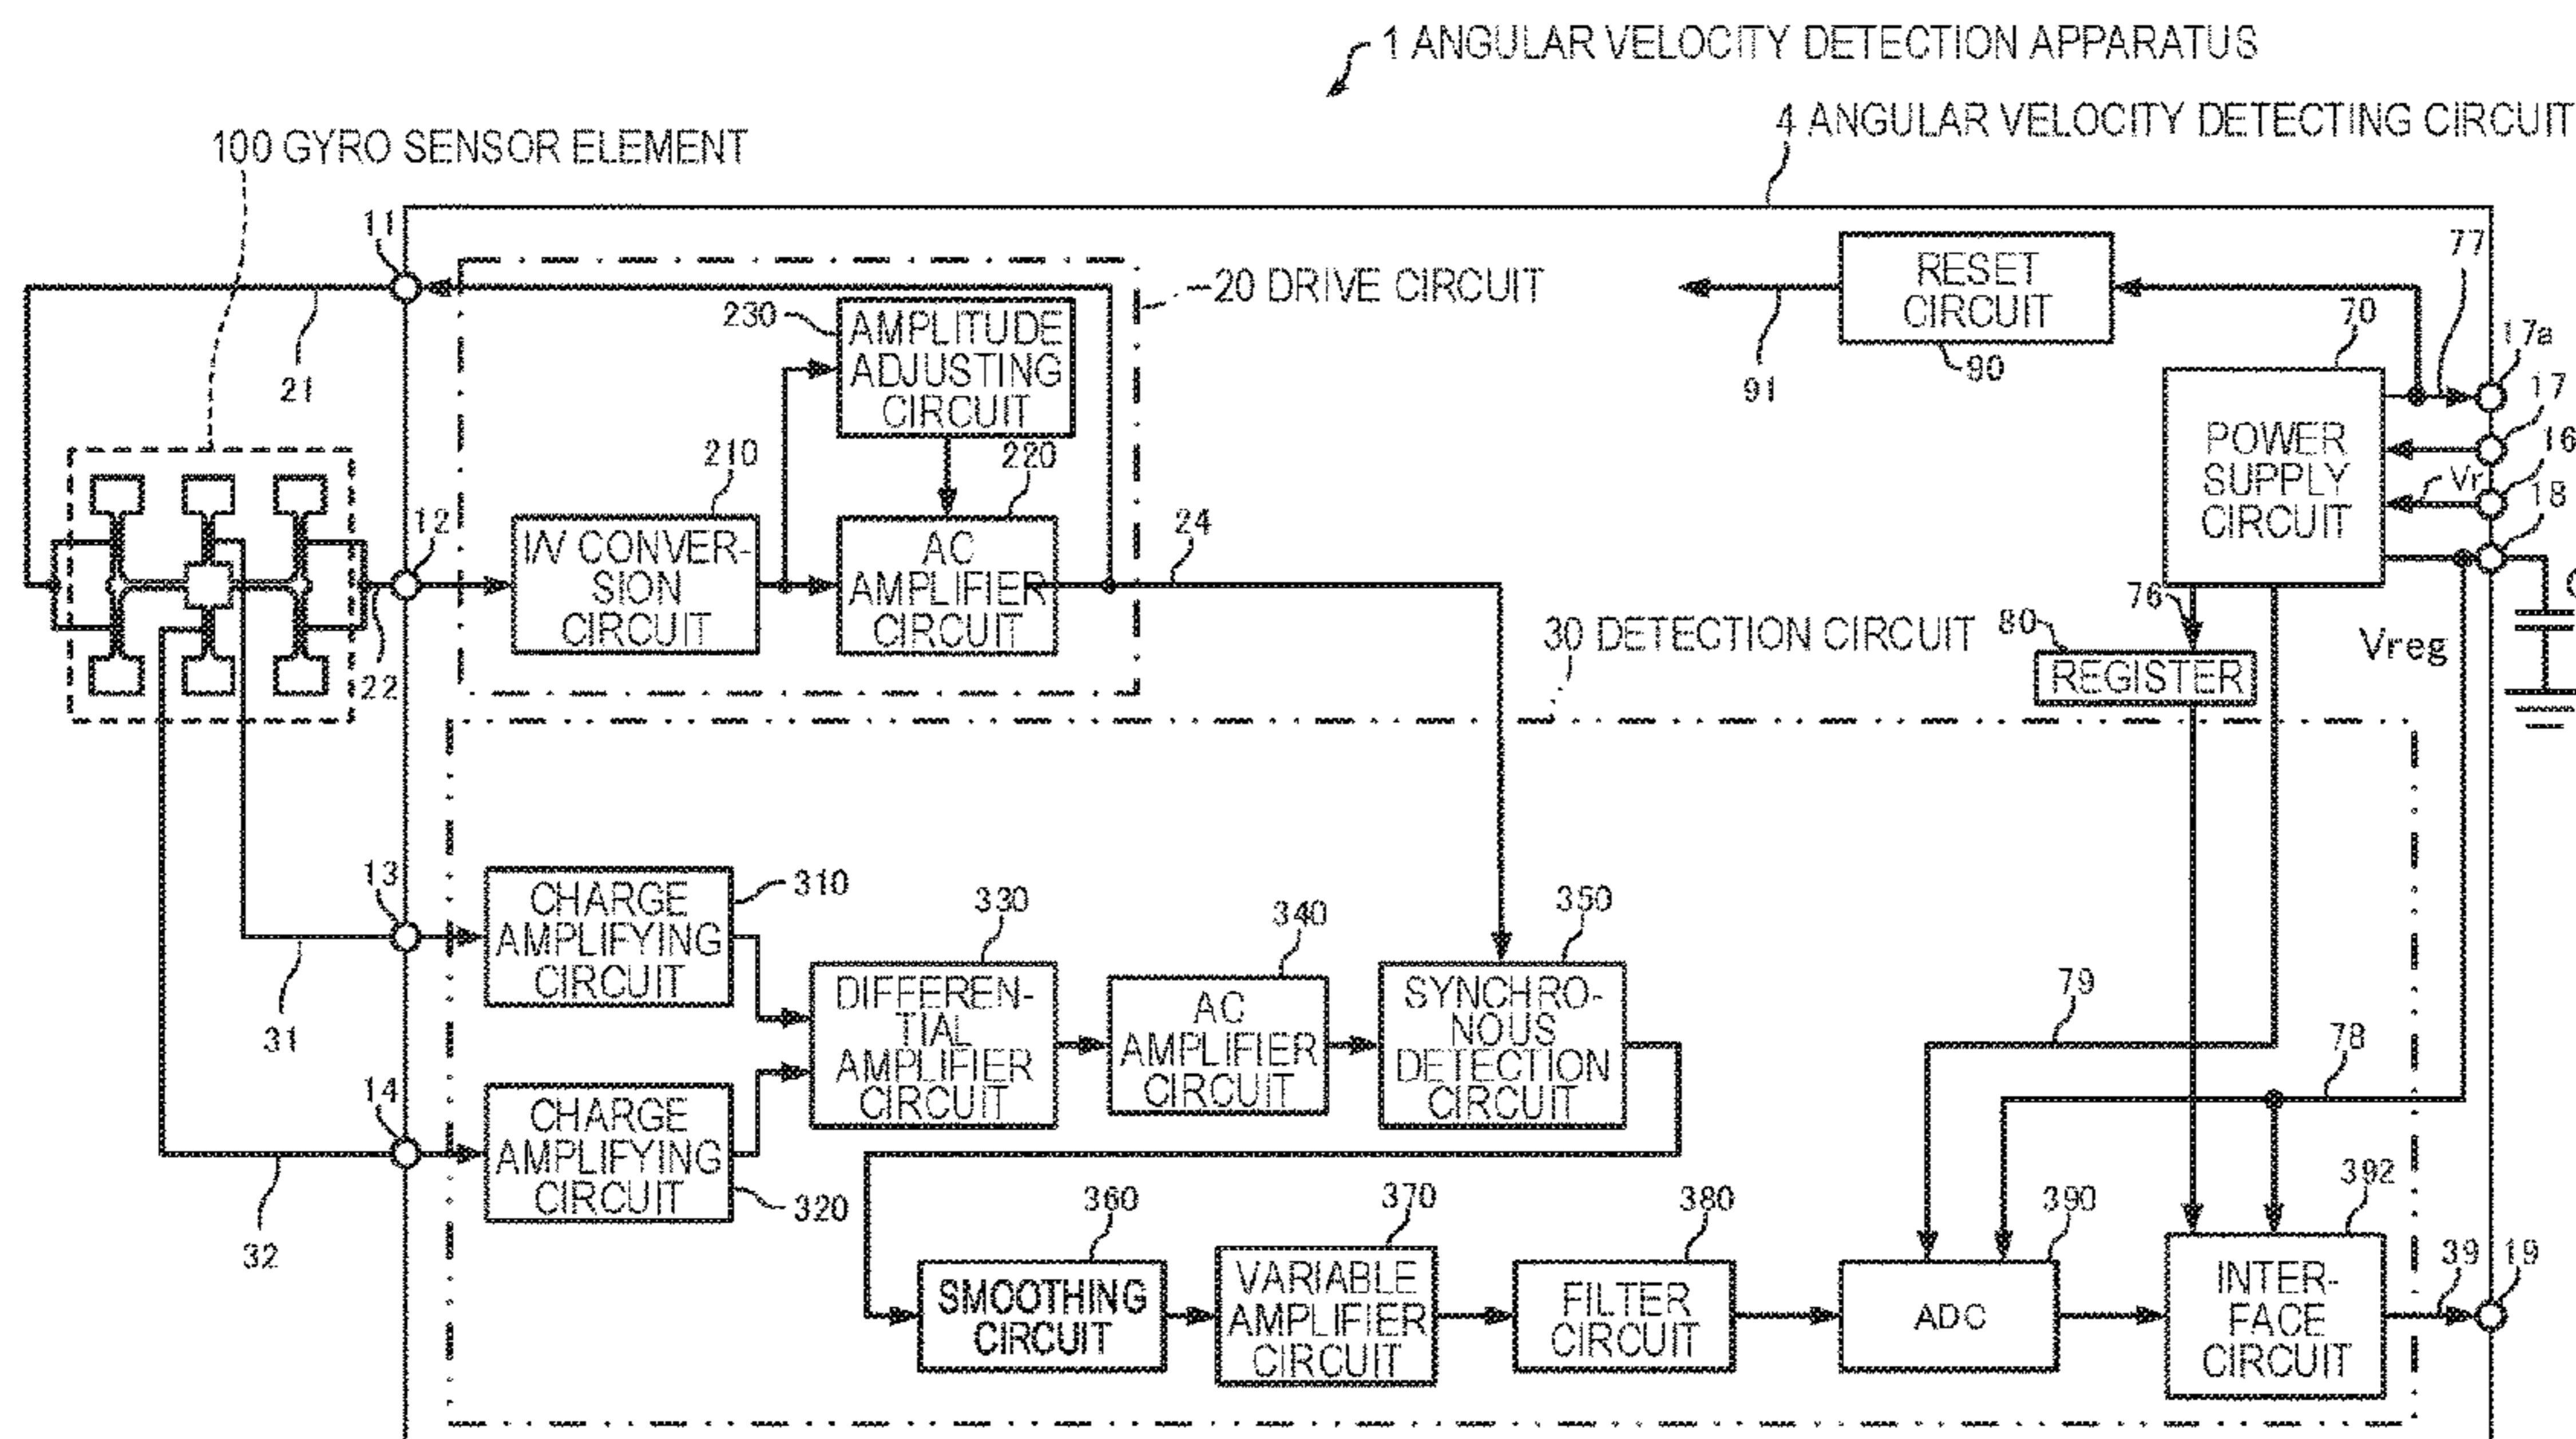 1 ANGULAR VELOCITY DETECTION APPARATUS
4 ANGULAR VELOCITY DETECTING CIRCUIT
100 GYRO SENSOR ELEMENT
11
77
RESET
CIRCUIT
20 DRIVE CIRCUIT
230
AMPLITUDE
ADJUSTING
CIRCUIT
70
17a
21
91
90
17
POWER
SUPPLY
CIRCUIT
16
Vr
18
210
220
12
24
I/V CONVER-
SION
CIRCUIT
AC
AMPLIFIER
CIRCUIT
76
30 DETECTION CIRCUIT
80
Vreg
REGISTER
22
13
CHARGE
AMPLIFYING
CIRCUIT
310
330
340
350
31
DIFFEREN-
TIAL
AMPLIFIER
CIRCUIT
AC
AMPLIFIER
CIRCUIT
SYNCHRO-
NOUS
DETECTION
CIRCUIT
79
78
14
CHARGE
AMPLIFYING
CIRCUIT
320
32
360
370
380
390
392
SMOOTHING
CIRCUIT
VARIABLE
AMPLIFIER
CIRCUIT
FILTER
CIRCUIT
ADC
INTER-
FACE
CIRCUIT
39
19